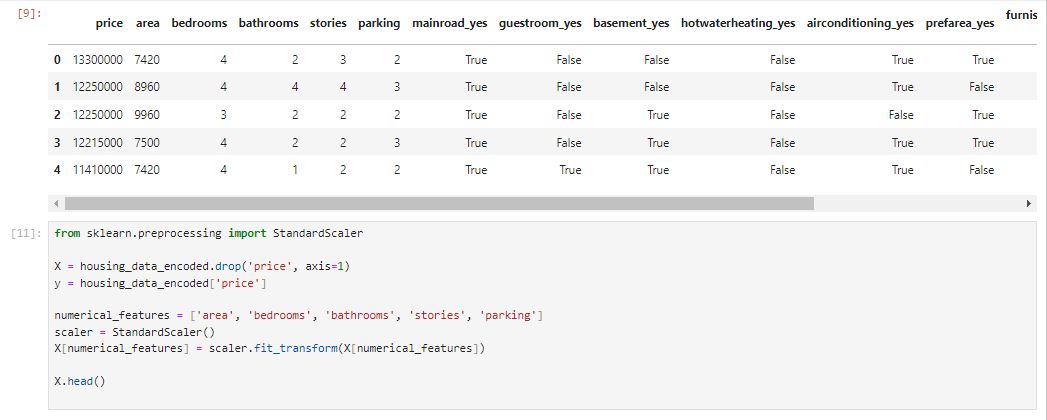 [9]:
price area bedrooms bathrooms stories parking mainroad_yes guestroom_yes basement_yes hotwaterheating_yes airconditioning_yes prefarea_yes furnis
0 13300000 7420 4 2 3 2 True False False False True True
1 12250000 8960 4 4 4 3 True False False False True False
2 12250000 9960 3 2 2 2 True False True False False True
3 12215000 7500 4 2 2 3 True False True False True True
4 11410000 7420 4 1 2 2 True True True False True False
[11]: from sklearn.preprocessing import StandardScaler
X = housing_data_encoded.drop('price', axis=1)
y = housing_data_encoded['price']
numerical_features = ['area', 'bedrooms', 'bathrooms', 'stories', 'parking']
scaler = StandardScaler()
X[numerical_features] = scaler.fit_transform(X[numerical_features])
X.head()